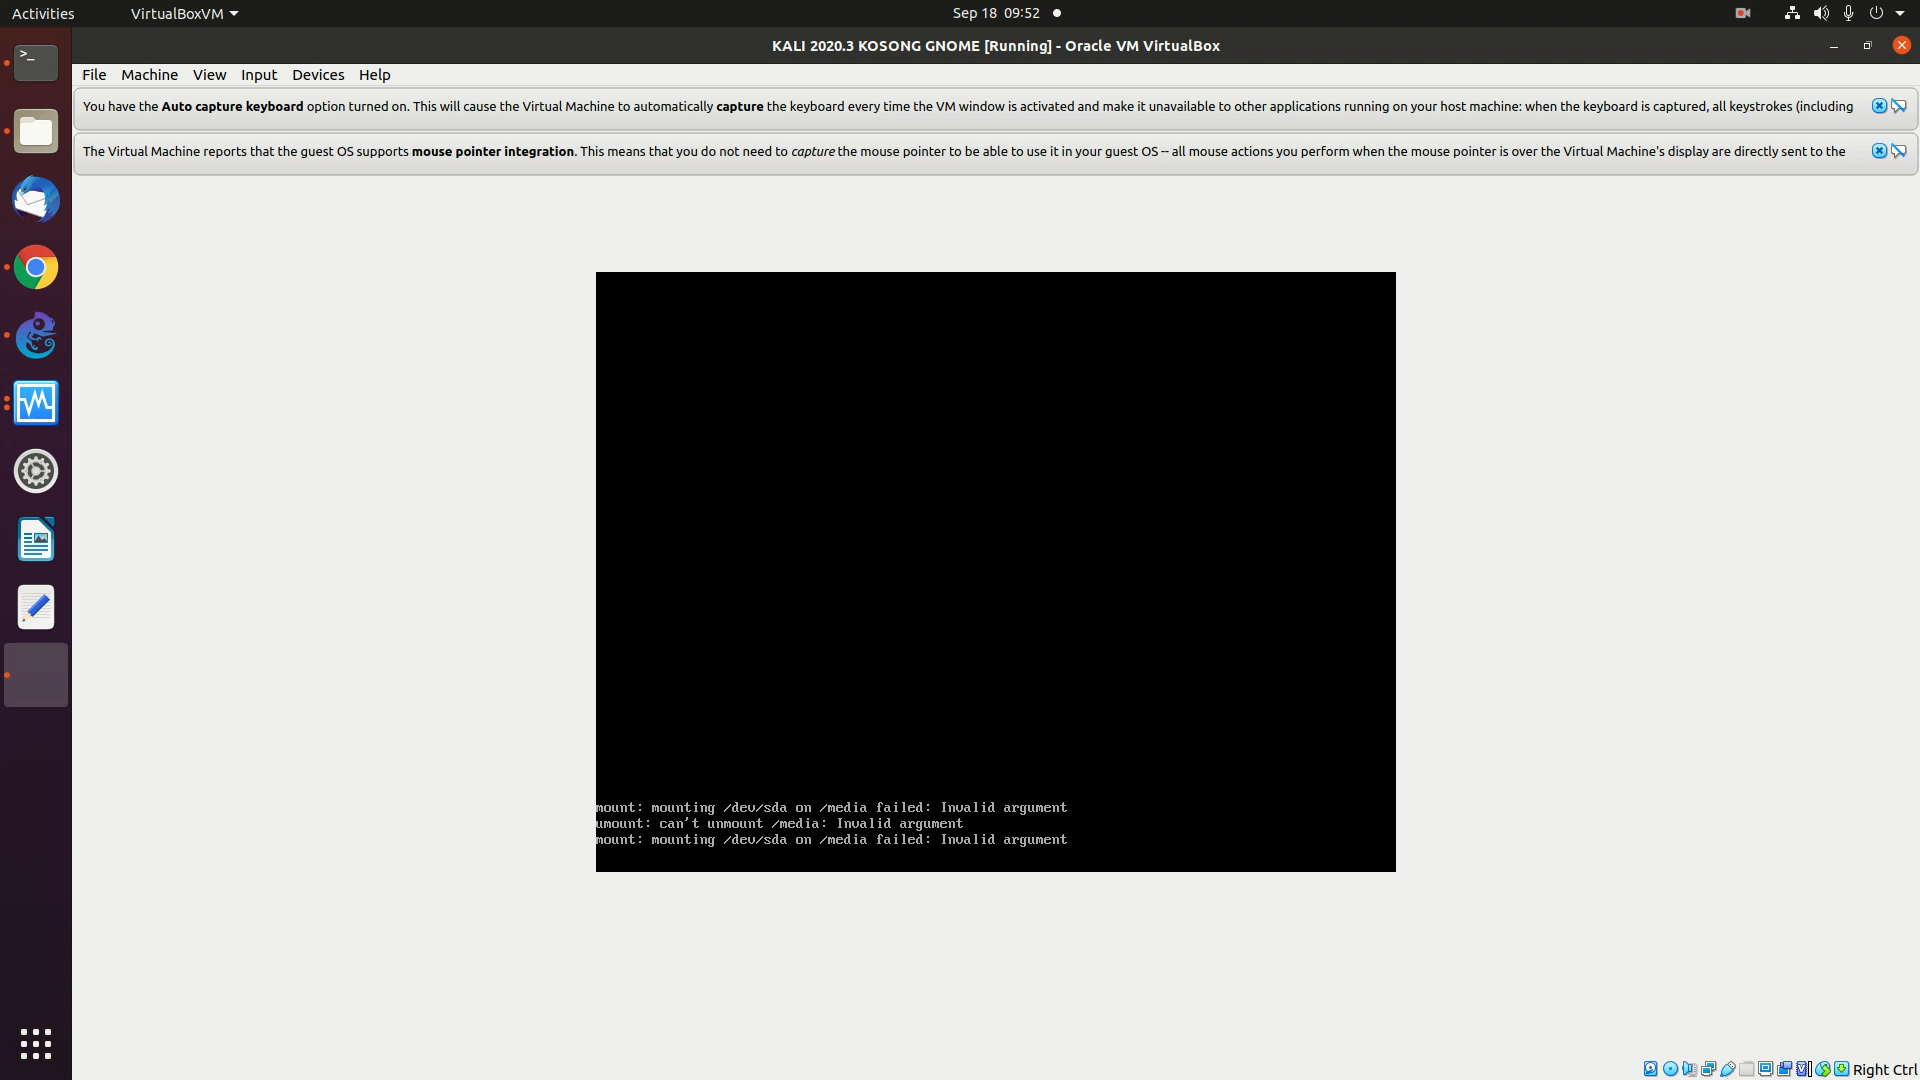 Activities VirtualBoxVM Sep 18 09:52
KALI 2020.3 KOSONG GNOME [Running] - Oracle VM VirtualBox
File Machine View Input Devices Help
You have the Auto capture keyboard option turned on. This will cause the Virtual Machine to automatically capture the keyboard every time the VM window is activated and make it unavailable to other applications running on your host machine: when the keyboard is captured, all keystrokes (including
The Virtual Machine reports that the guest OS supports mouse pointer integration. This means that you do not need to capture the mouse pointer to be able to use it in your guest OS -- all mouse actions you perform when the mouse pointer is over the Virtual Machine's display are directly sent to the
mount: mounting /dev/sda on /media failed: Invalid argument
umount: can't unmount /media: Invalid argument
mount: mounting /dev/sda on /media failed: Invalid argument
Right Ctrl